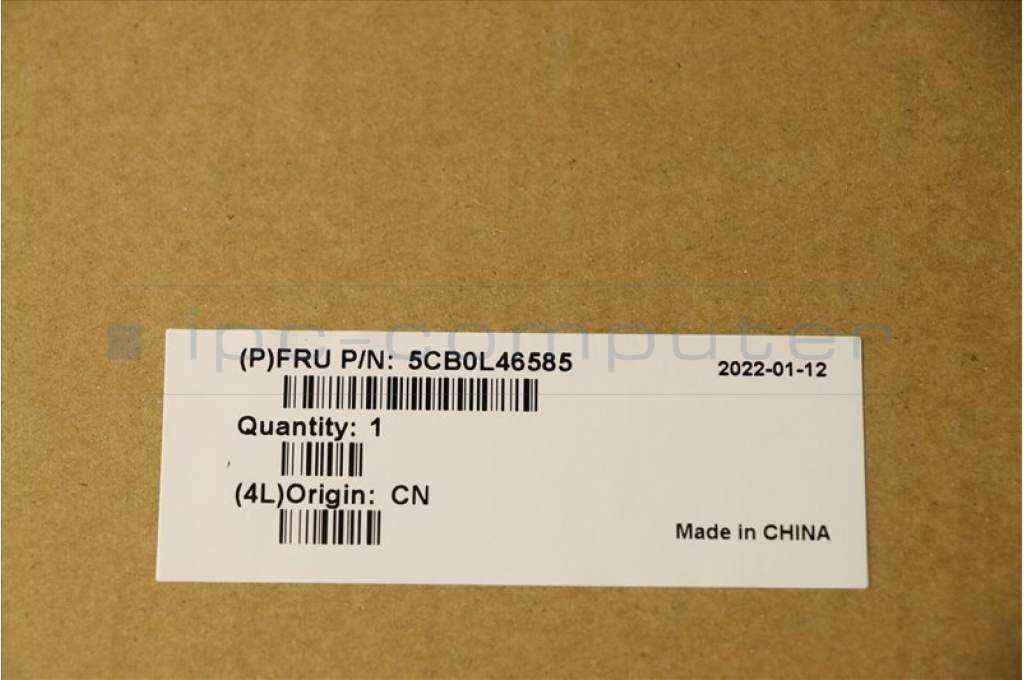 ipc-computer
(P)FRU P/N: 5CB0L46585
2022-01-12
Quantity: 1
(4L)Origin: CN
Made in CHINA